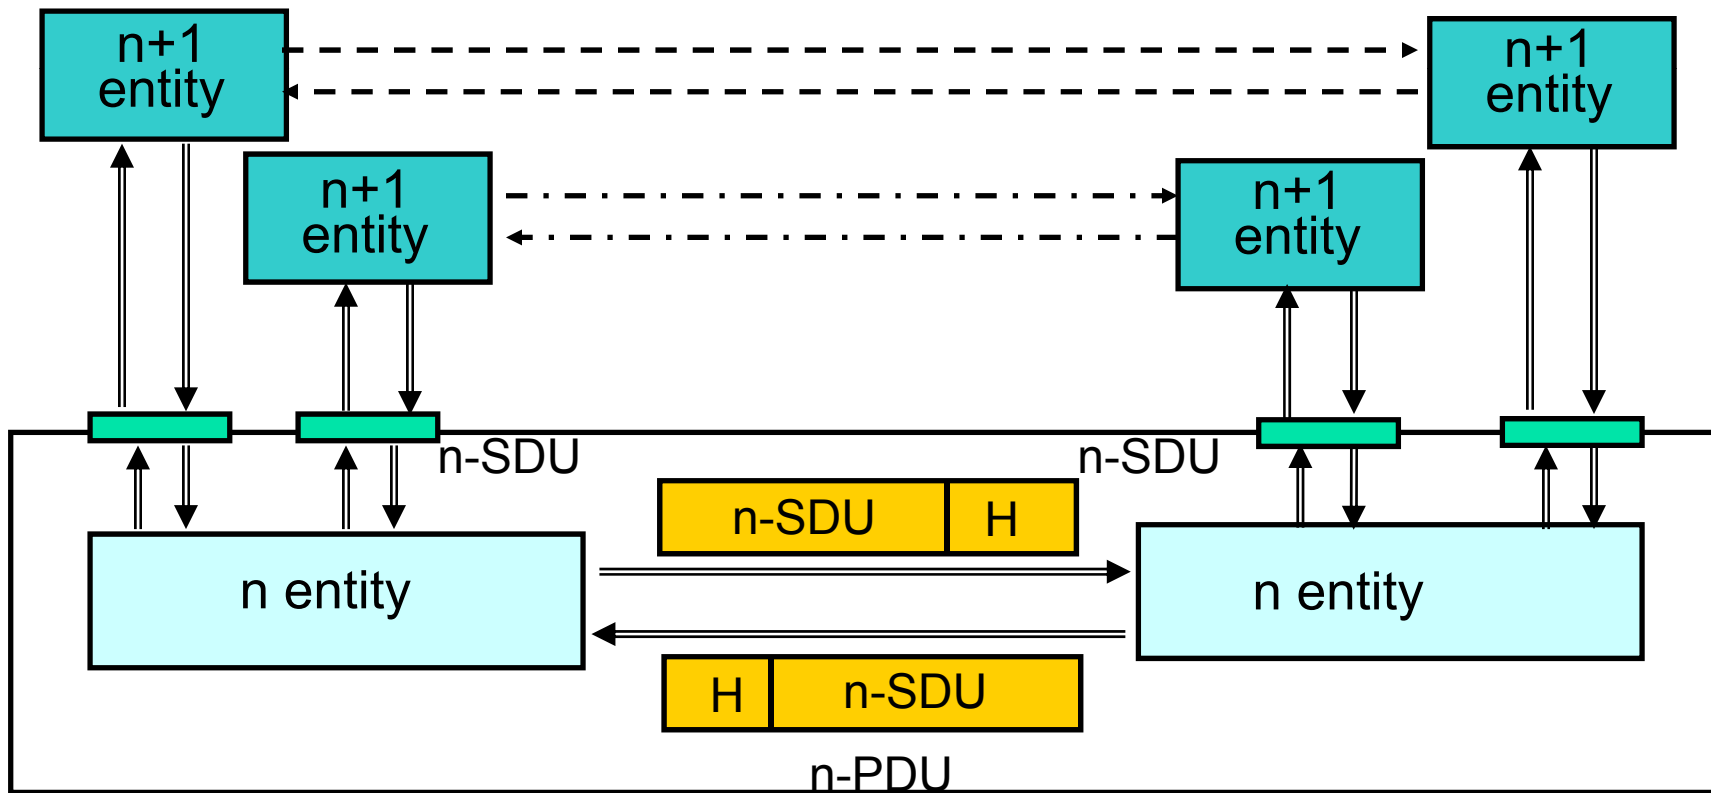 n+1
entity
n+1
entity
n+1
entity
n+1
entity
n-SDU
n-SDU
n-SDU H
n entity
n entity
H n-SDU
n-PDU